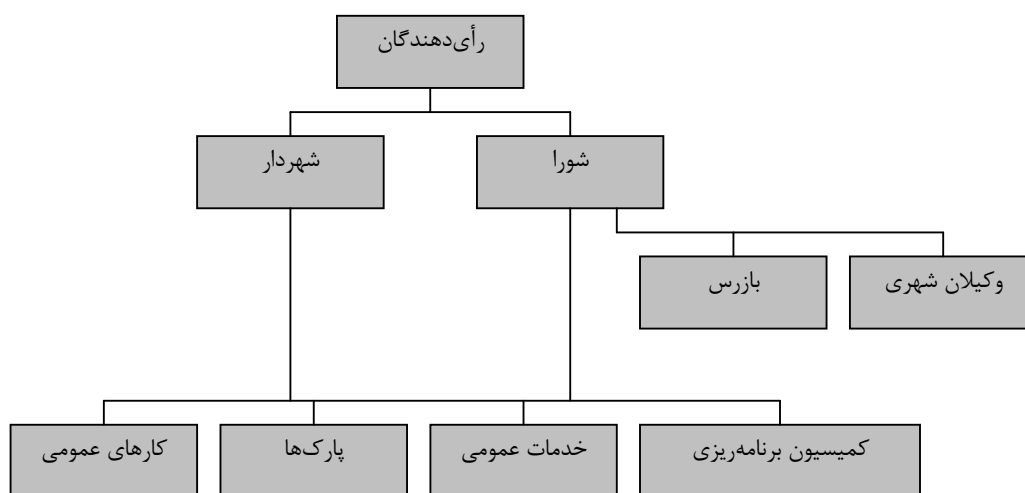 رأی‌دهندگان
شورا
شهردار
وکیلان شهری
بازرس
کمیسیون برنامه‌ریزی
خدمات عمومی
پارک‌ها
کارهای عمومی